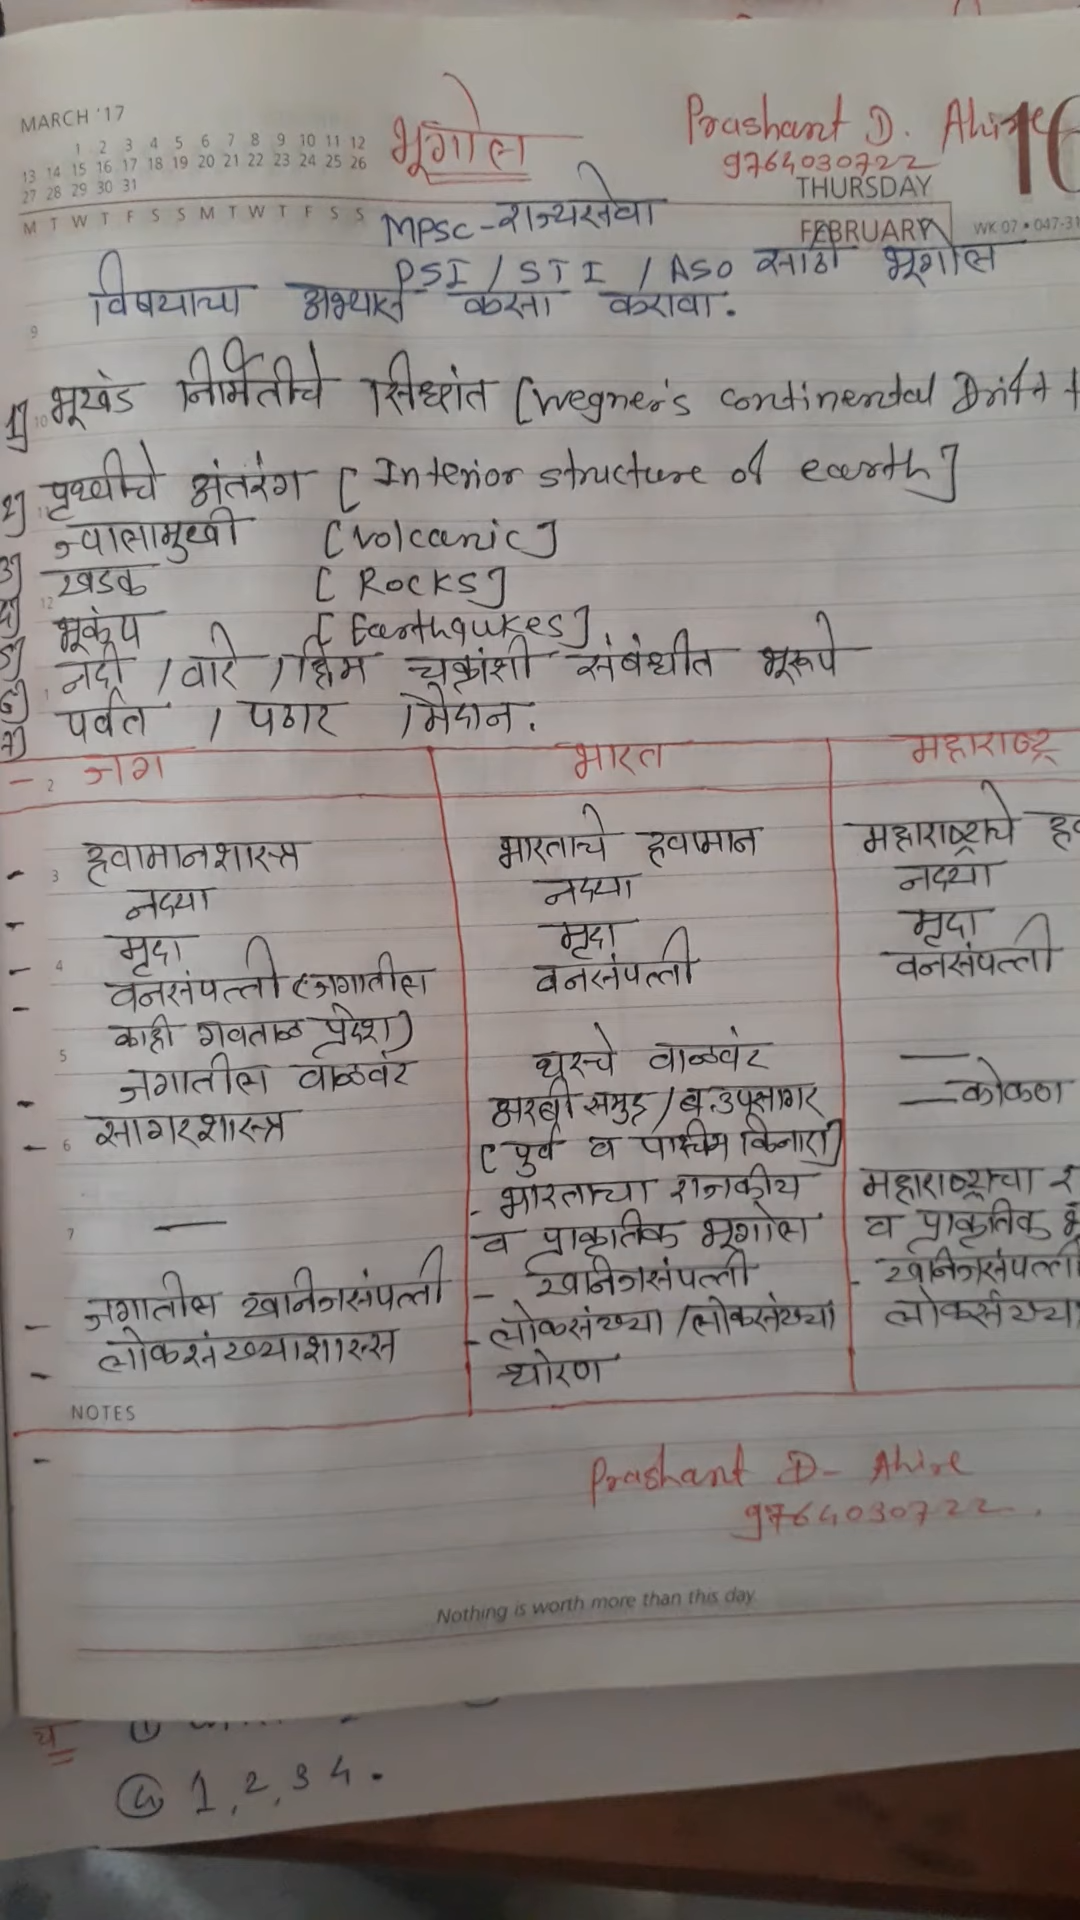 MARCH '17
1 2 3 4 5 6 7 8 9 10 11 12
13 14 15 16 17 18 19 20 21 22 23 24 25 26
27 28 29 30 31
M T W T F S S M T W T F S S
भूगोल
Prashant D. Ahire
9764030722
16
THURSDAY
FEBRUARY
WK 07 • 047-31
MPSC-राज्यसेवा
PSI / STI / ASO साठी भूगोल
विषयाचा अभ्यास कसा करावा.
1] भूखंड निर्मितीचे सिध्दांत [Wegner's continental Drift
2] पृथ्वीचे अंतरंग [Interior structure of earth]
3] ज्वालामुखी [volcanic]
4] खडक [Rocks]
5] भूकंप [Earthqukes]
6] नदी / वारे / हिम चक्रांशी संबंधीत भूरूपे
7] पर्वत / पठार / मैदान.
- जग भारत महाराष्ट्र
- हवामानशास्त्र भारताचे हवामान महाराष्ट्राचे
- नद्या नद्या नद्या
- मृदा मृदा मृदा
- वनसंपत्ती (जगातील वनसंपत्ती वनसंपत्ती
काही गवताळ प्रदेश)
- जगातील वाळवंट थरचे वाळवंट —
- सागरशास्त्र अरबी समुद्र / ब.उपसागर — कोकण
(पुर्व व पाश्चीम किनारा)
— - भारताचा राजकीय महाराष्ट्राचा
व प्राकृतिक भूगोल व प्राकृतिक
- जगातील खनिजसंपत्ती - खनिजसंपत्ती - खनिजसंपत्ती
- लोकसंख्याशास्त्र - लोकसंख्या / लोकसंख्या लोकसंख्या
धोरण
NOTES
-
Prashant D- Ahire
9764030722.
Nothing is worth more than this day
④ 1, 2, 3 4.